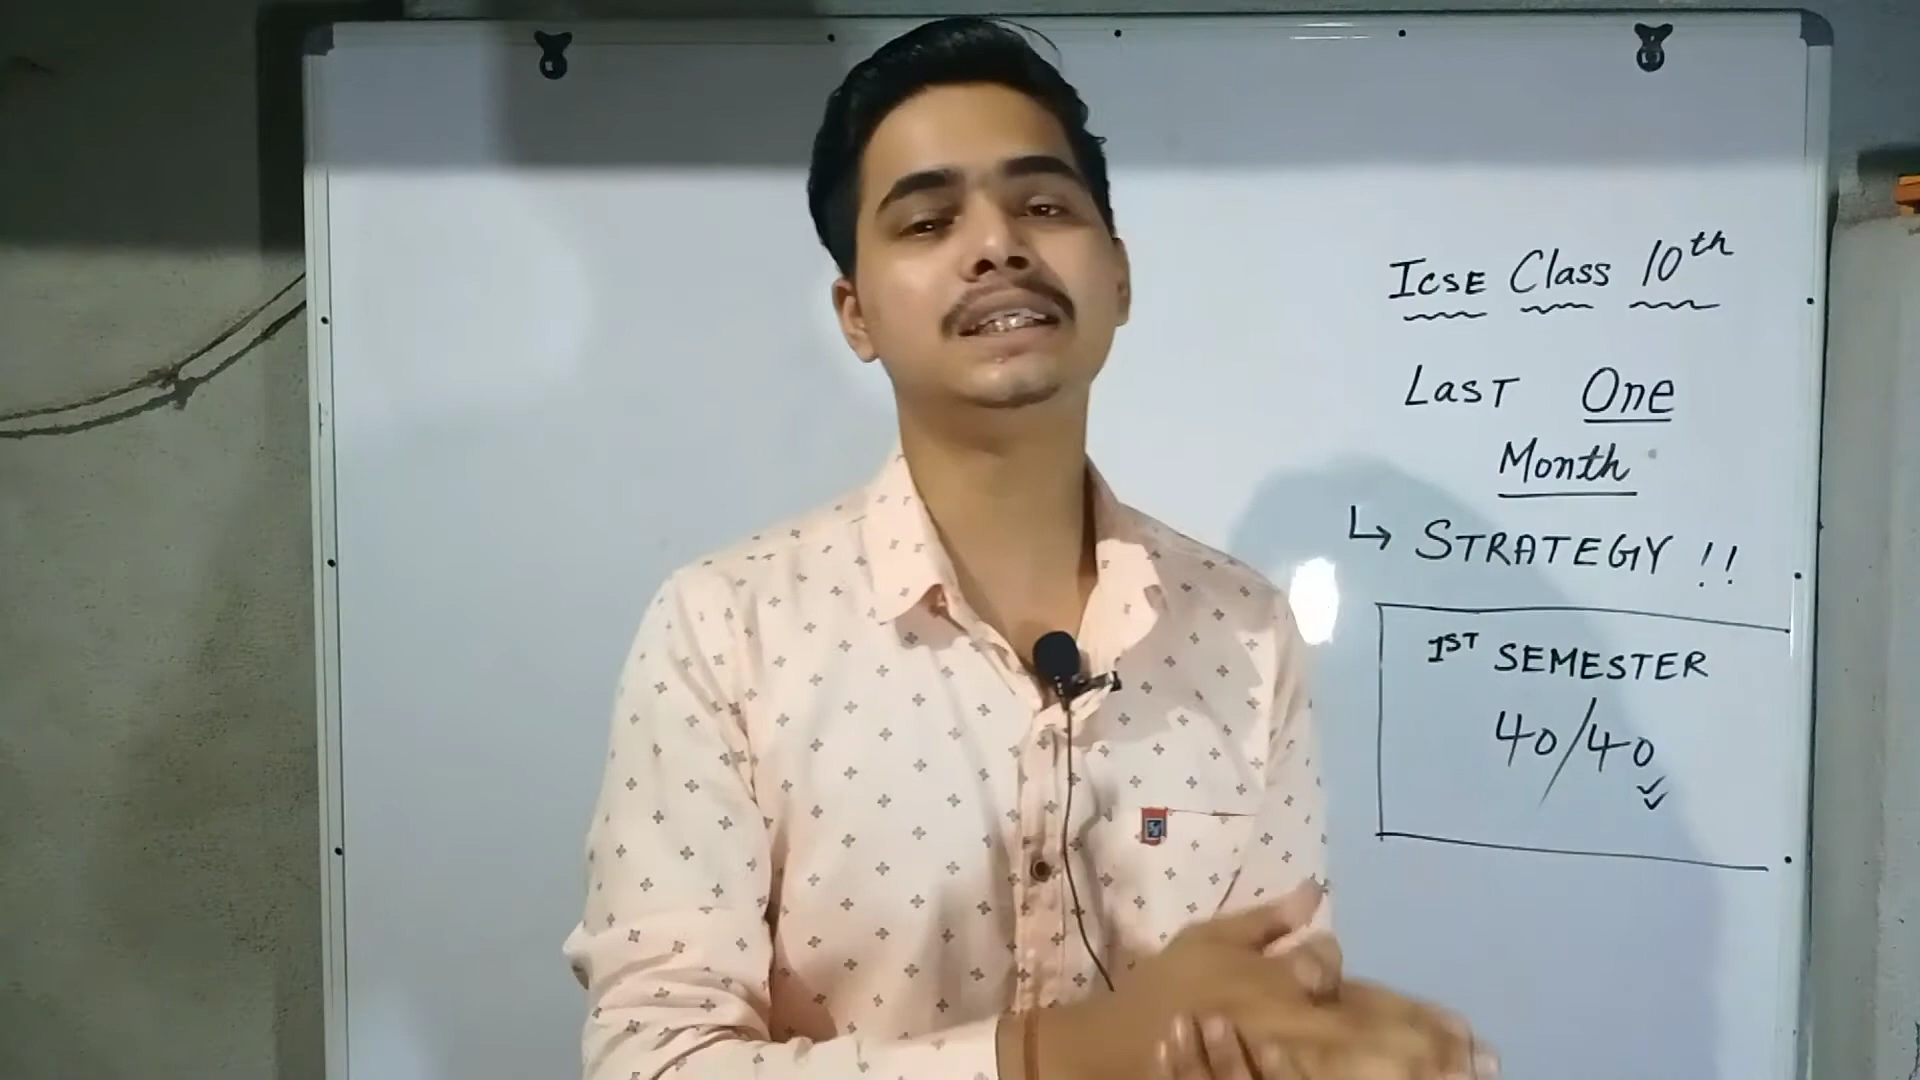 ICSE Class 10th
LAST One
Month
↳ STRATEGY !!
1ST SEMESTER
40/40